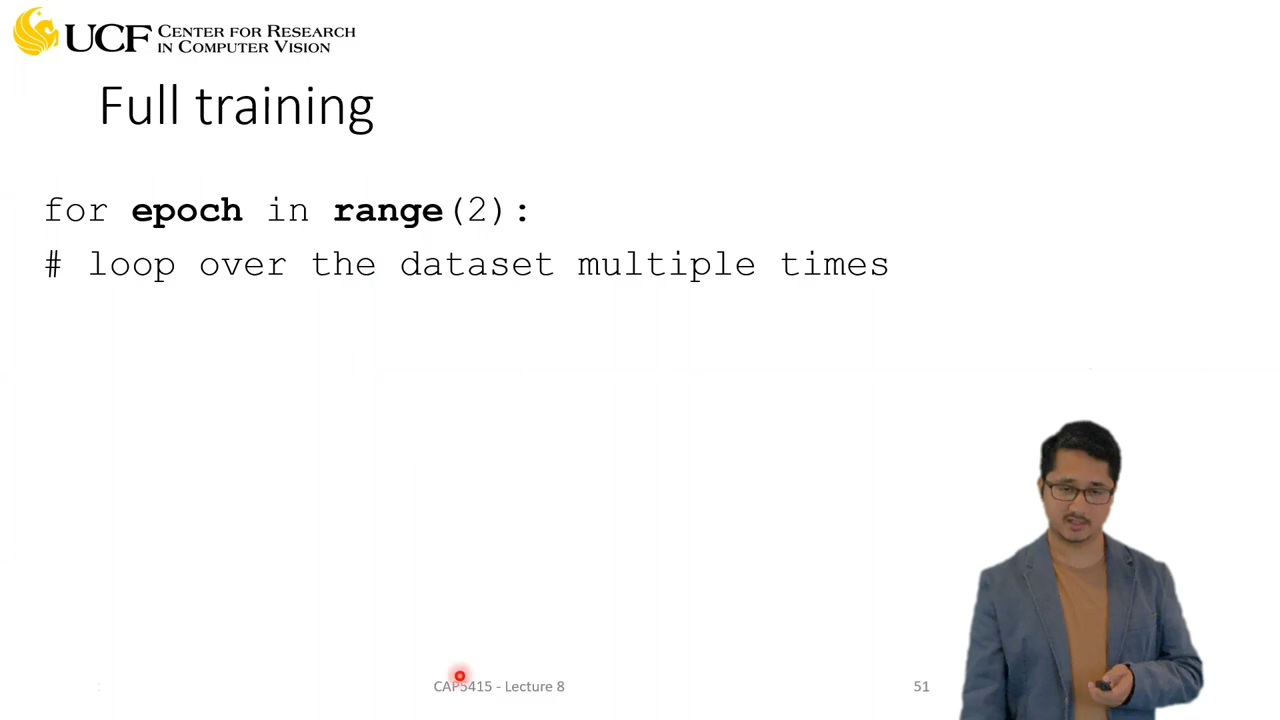 UCF CENTER FOR RESEARCH
IN COMPUTER VISION
Full training
for epoch in range(2):
# loop over the dataset multiple times
CAP5415 - Lecture 8
51